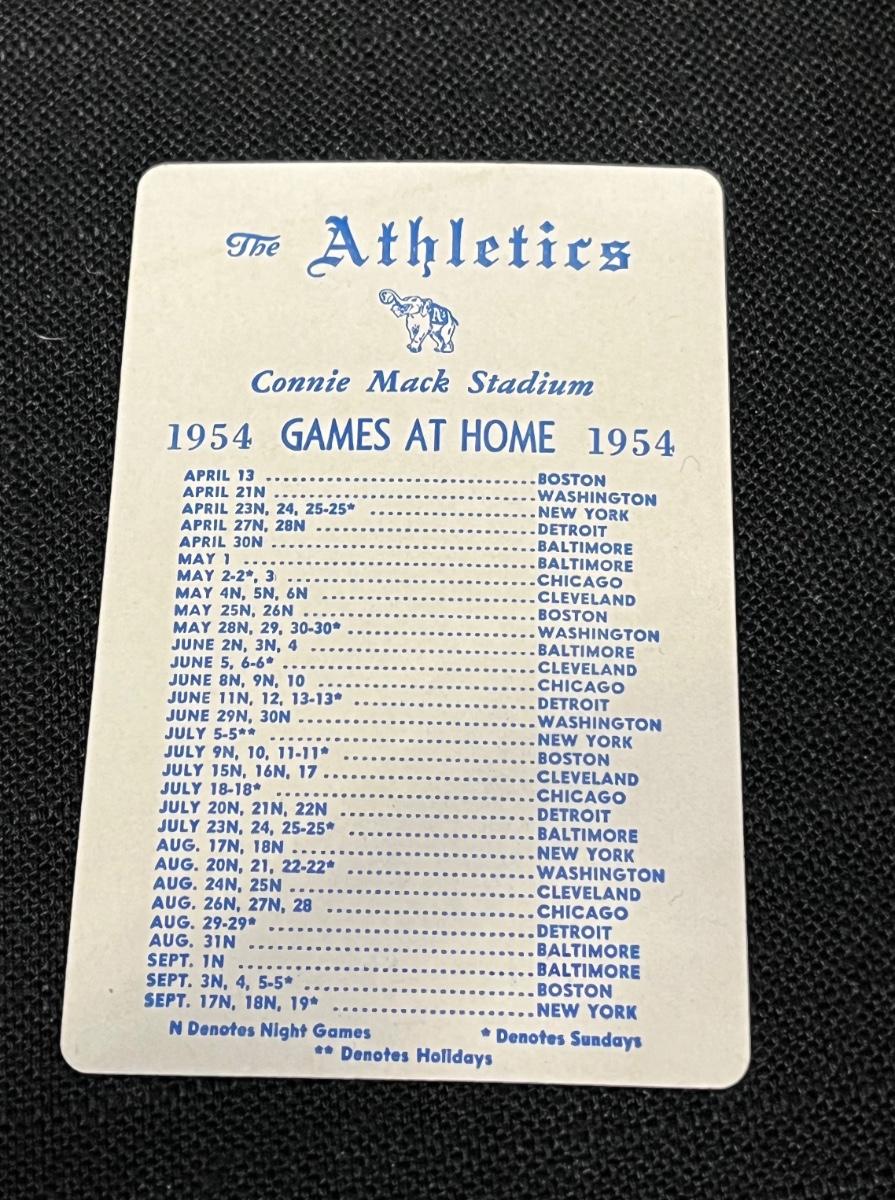 The Athletics
A's
Connie Mack Stadium
1954 GAMES AT HOME 1954
APRIL 13 BOSTON
APRIL 21N WASHINGTON
APRIL 23N, 24, 25-25* NEW YORK
APRIL 27N, 28N DETROIT
APRIL 30N BALTIMORE
MAY 1 BALTIMORE
MAY 2-2*, 3 CHICAGO
MAY 4N, 5N, 6N CLEVELAND
MAY 25N, 26N BOSTON
MAY 28N, 29, 30-30* WASHINGTON
JUNE 2N, 3N, 4 BALTIMORE
JUNE 5, 6-6* CLEVELAND
JUNE 8N, 9N, 10 CHICAGO
JUNE 11N, 12, 13-13* DETROIT
JUNE 29N, 30N WASHINGTON
JULY 5-5** NEW YORK
JULY 9N, 10, 11-11* BOSTON
JULY 15N, 16N, 17 CLEVELAND
JULY 18-18* CHICAGO
JULY 20N, 21N, 22N DETROIT
JULY 23N, 24, 25-25* BALTIMORE
AUG. 17N, 18N NEW YORK
AUG. 20N, 21, 22-22* WASHINGTON
AUG. 24N, 25N CLEVELAND
AUG. 26N, 27N, 28 CHICAGO
AUG. 29-29* DETROIT
AUG. 31N BALTIMORE
SEPT. 1N BALTIMORE
SEPT. 3N, 4, 5-5* BOSTON
SEPT. 17N, 18N, 19* NEW YORK
N Denotes Night Games * Denotes Sundays
** Denotes Holidays